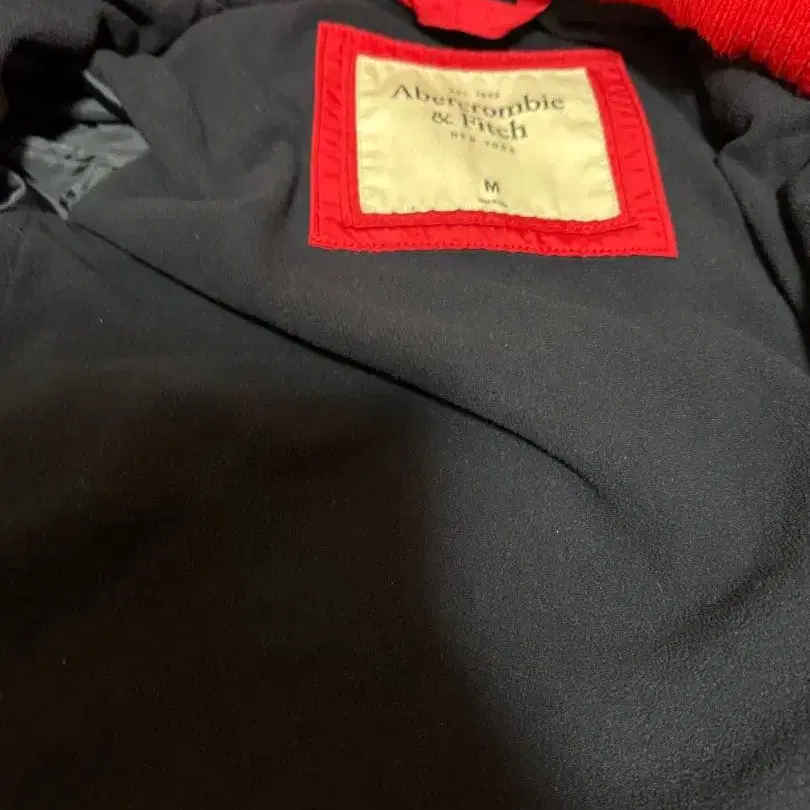 Abercrombie
& Fitch
NEW YORK
M